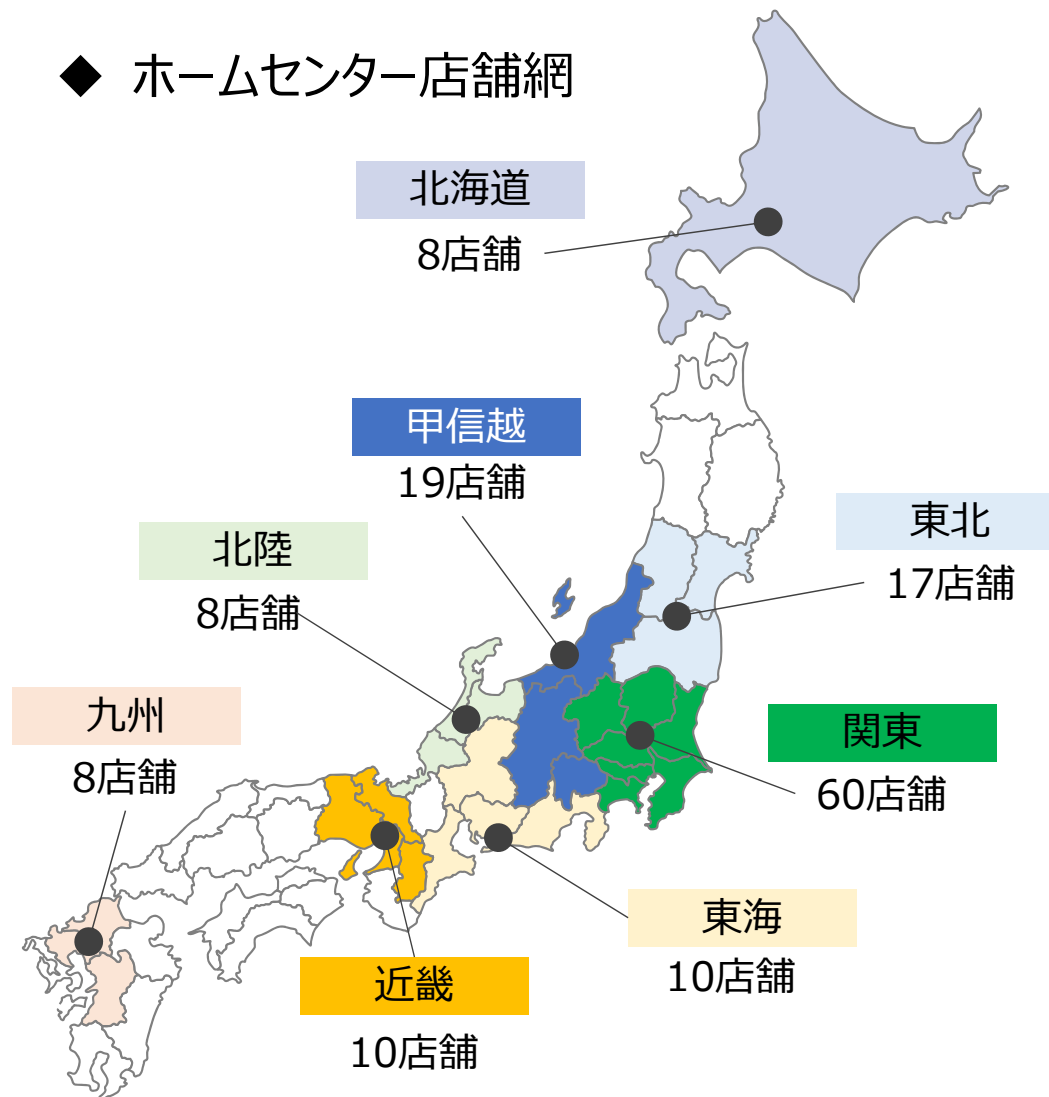 ◆ ホームセンター店舗網
北海道
8店舗
甲信越
19店舗
東北
17店舗
北陸
8店舗
九州
8店舗
関東
60店舗
東海
10店舗
近畿
10店舗